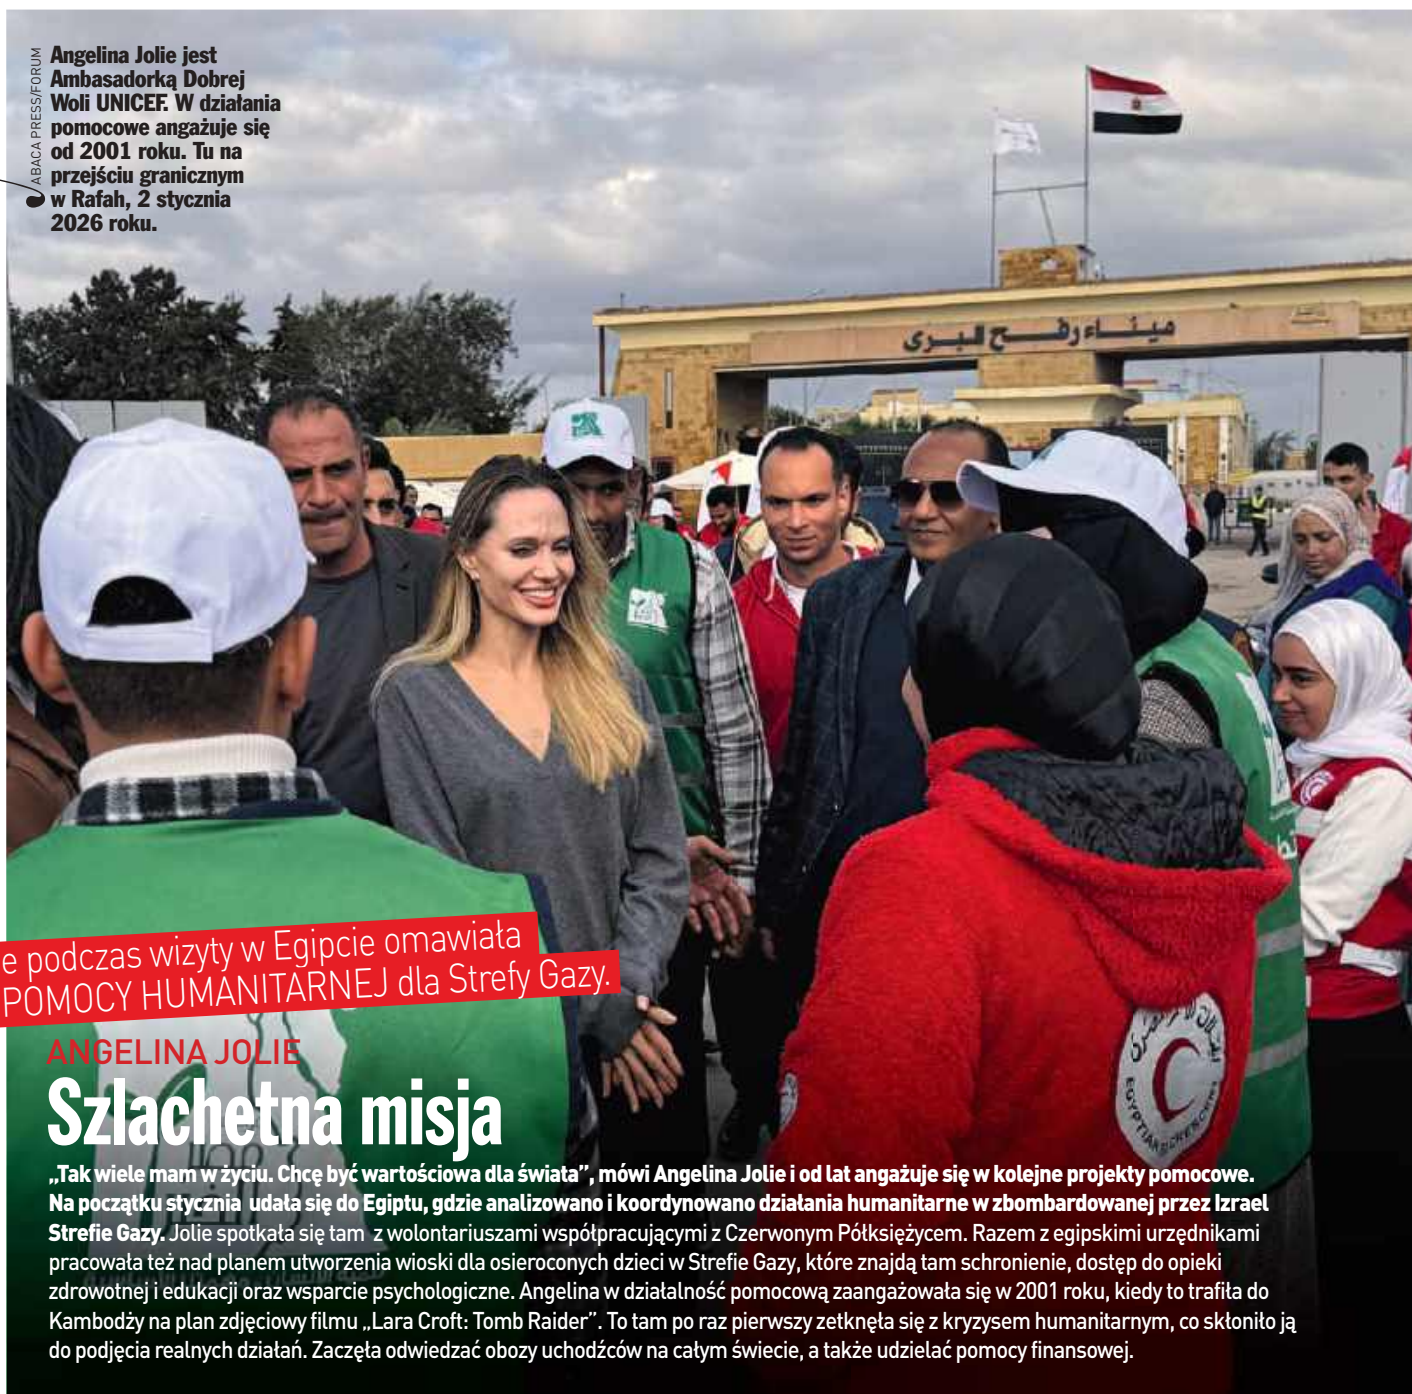 ABACA PRESS/FORUM
Angelina Jolie jest
Ambasadorką Dobrej
Woli UNICEF. W działania
pomocowe angażuje się
od 2001 roku. Tu na
przejściu granicznym
w Rafah, 2 stycznia
2026 roku.
ميناء رفح البرى
e podczas wizyty w Egipcie omawiała
POMOCY HUMANITARNEJ dla Strefy Gazy.
ANGELINA JOLIE
Szlachetna misja
„Tak wiele mam w życiu. Chcę być wartościowa dla świata”, mówi Angelina Jolie i od lat angażuje się w kolejne projekty pomocowe.
Na początku stycznia udała się do Egiptu, gdzie analizowano i koordynowano działania humanitarne w zbombardowanej przez Izrael
Strefie Gazy. Jolie spotkała się tam z wolontariuszami współpracującymi z Czerwonym Półksiężycem. Razem z egipskimi urzędnikami
pracowała też nad planem utworzenia wioski dla osieroconych dzieci w Strefie Gazy, które znajdą tam schronienie, dostęp do opieki
zdrowotnej i edukacji oraz wsparcie psychologiczne. Angelina w działalność pomocową zaangażowała się w 2001 roku, kiedy to trafiła do
Kambodży na plan zdjęciowy filmu „Lara Croft: Tomb Raider”. To tam po raz pierwszy zetknęła się z kryzysem humanitarnym, co skłoniło ją
do podjęcia realnych działań. Zaczęła odwiedzać obozy uchodźców na całym świecie, a także udzielać pomocy finansowej.